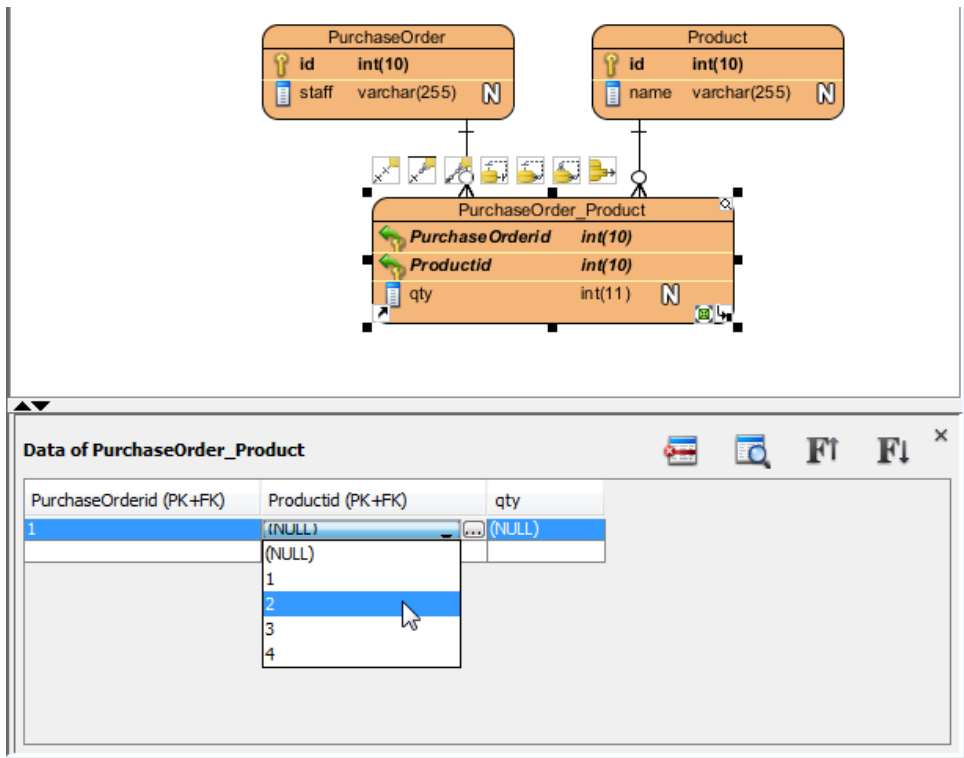 PurchaseOrder
id int(10)
staff varchar(255) N
Product
id int(10)
name varchar(255) N
PurchaseOrder_Product
PurchaseOrderid int(10)
Productid int(10)
qty int(11) N
Data of PurchaseOrder_Product
F F
PurchaseOrderid (PK+FK) Productid (PK+FK) qty
1 (NULL) ... (NULL)
(NULL)
1
2
3
4